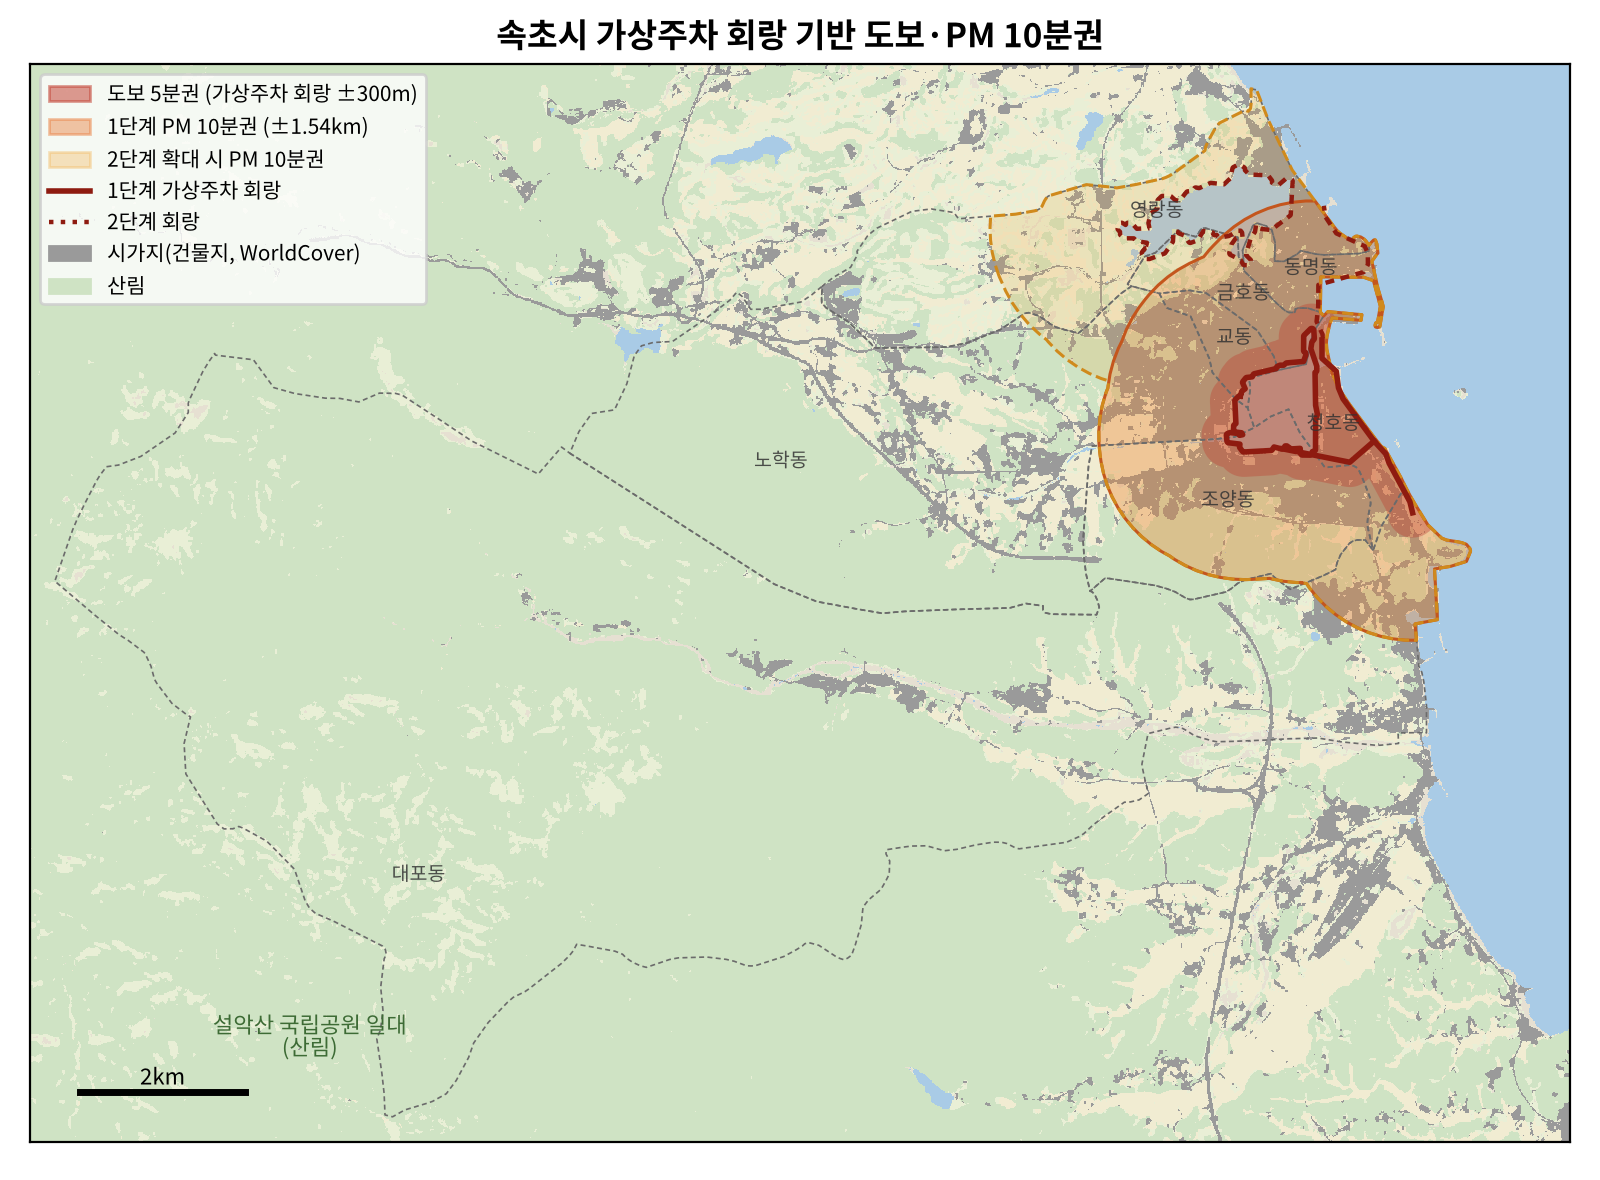 속초시 가상주차 회랑 기반 도보·PM 10분권
도보 5분권 (가상주차 회랑 ±300m)
1단계 PM 10분권 (±1.54km)
2단계 확대 시 PM 10분권
1단계 가상주차 회랑
2단계 회랑
시가지(건물지, WorldCover)
산림
영랑동
동명동
금호동
교동
청호동
노학동
조양동
대포동
설악산 국립공원 일대
(산림)
2km